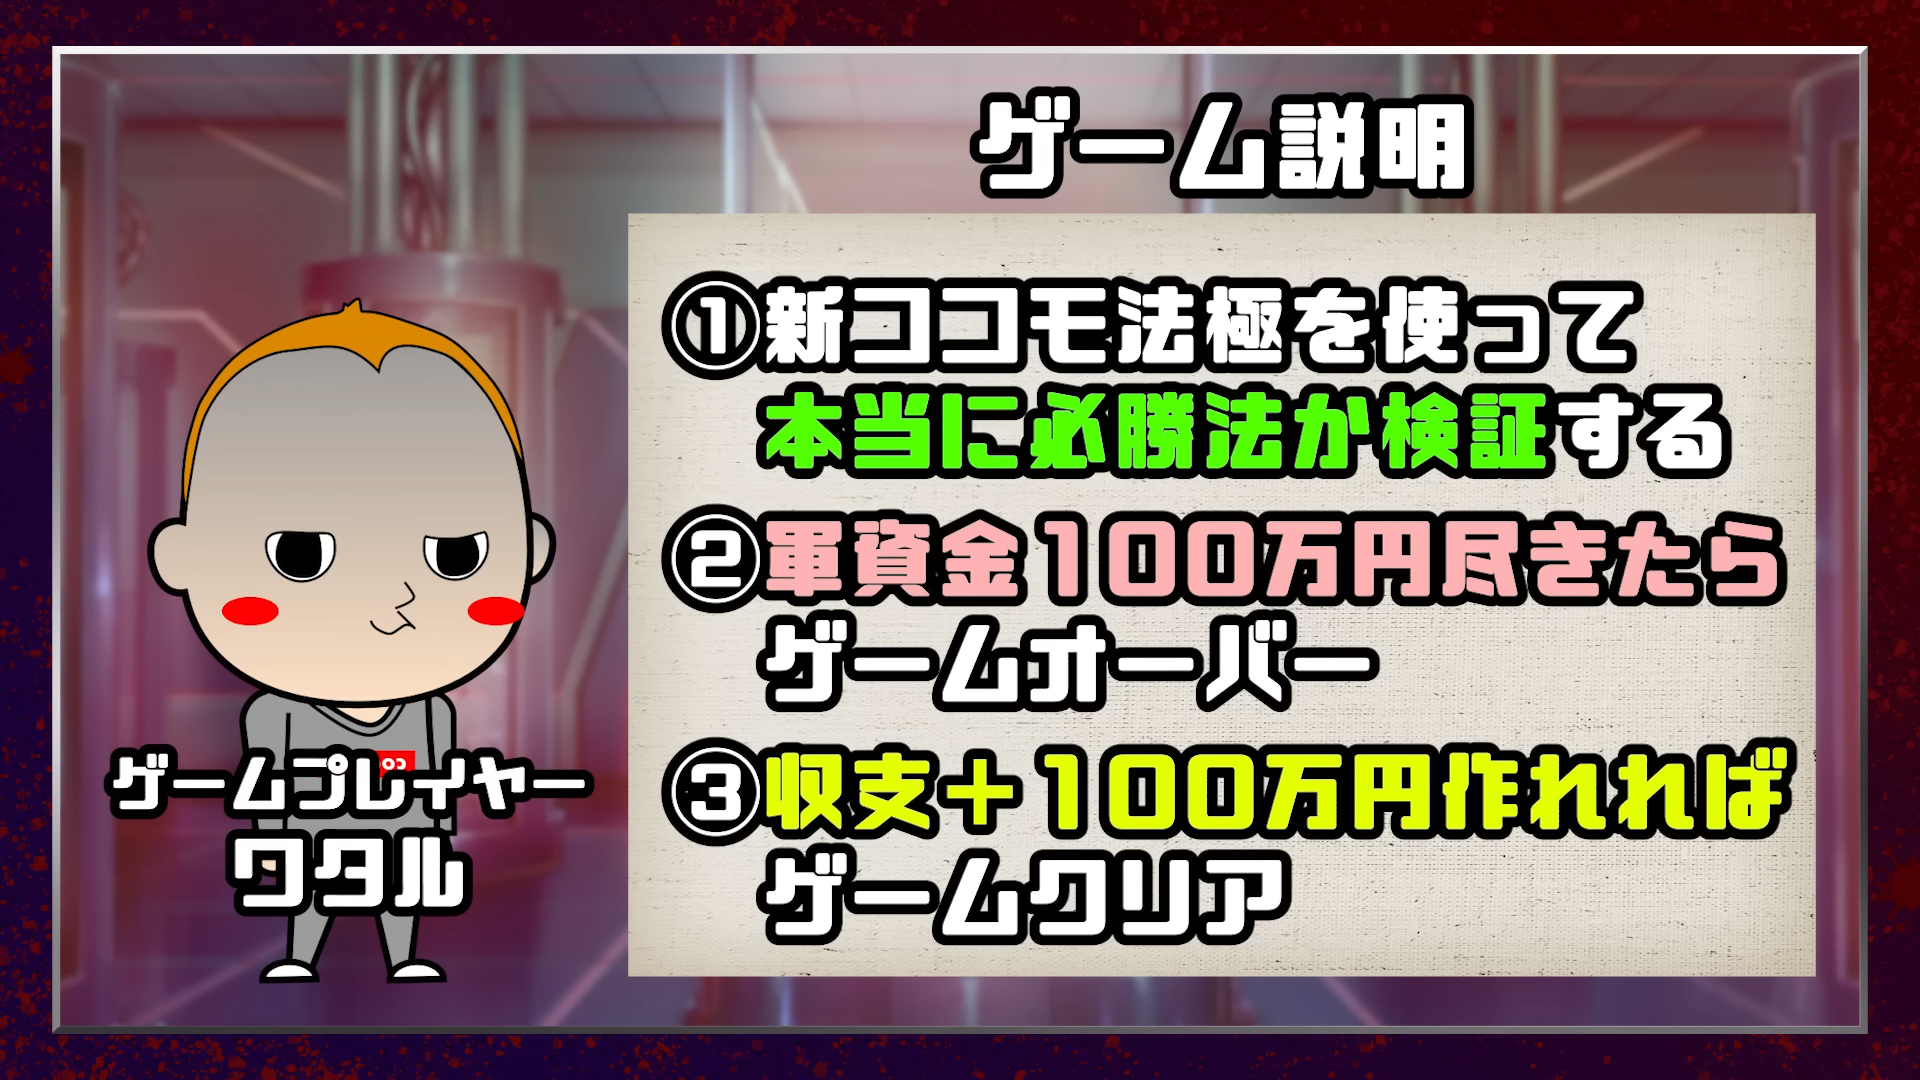 ゲーム説明
①新ココモ法極を使って
本当に必勝法か検証する
②軍資金100万円尽きたら
ゲームオーバー
③収支+100万円作れれば
ゲームクリア
ゲームプレイヤー
ワタル